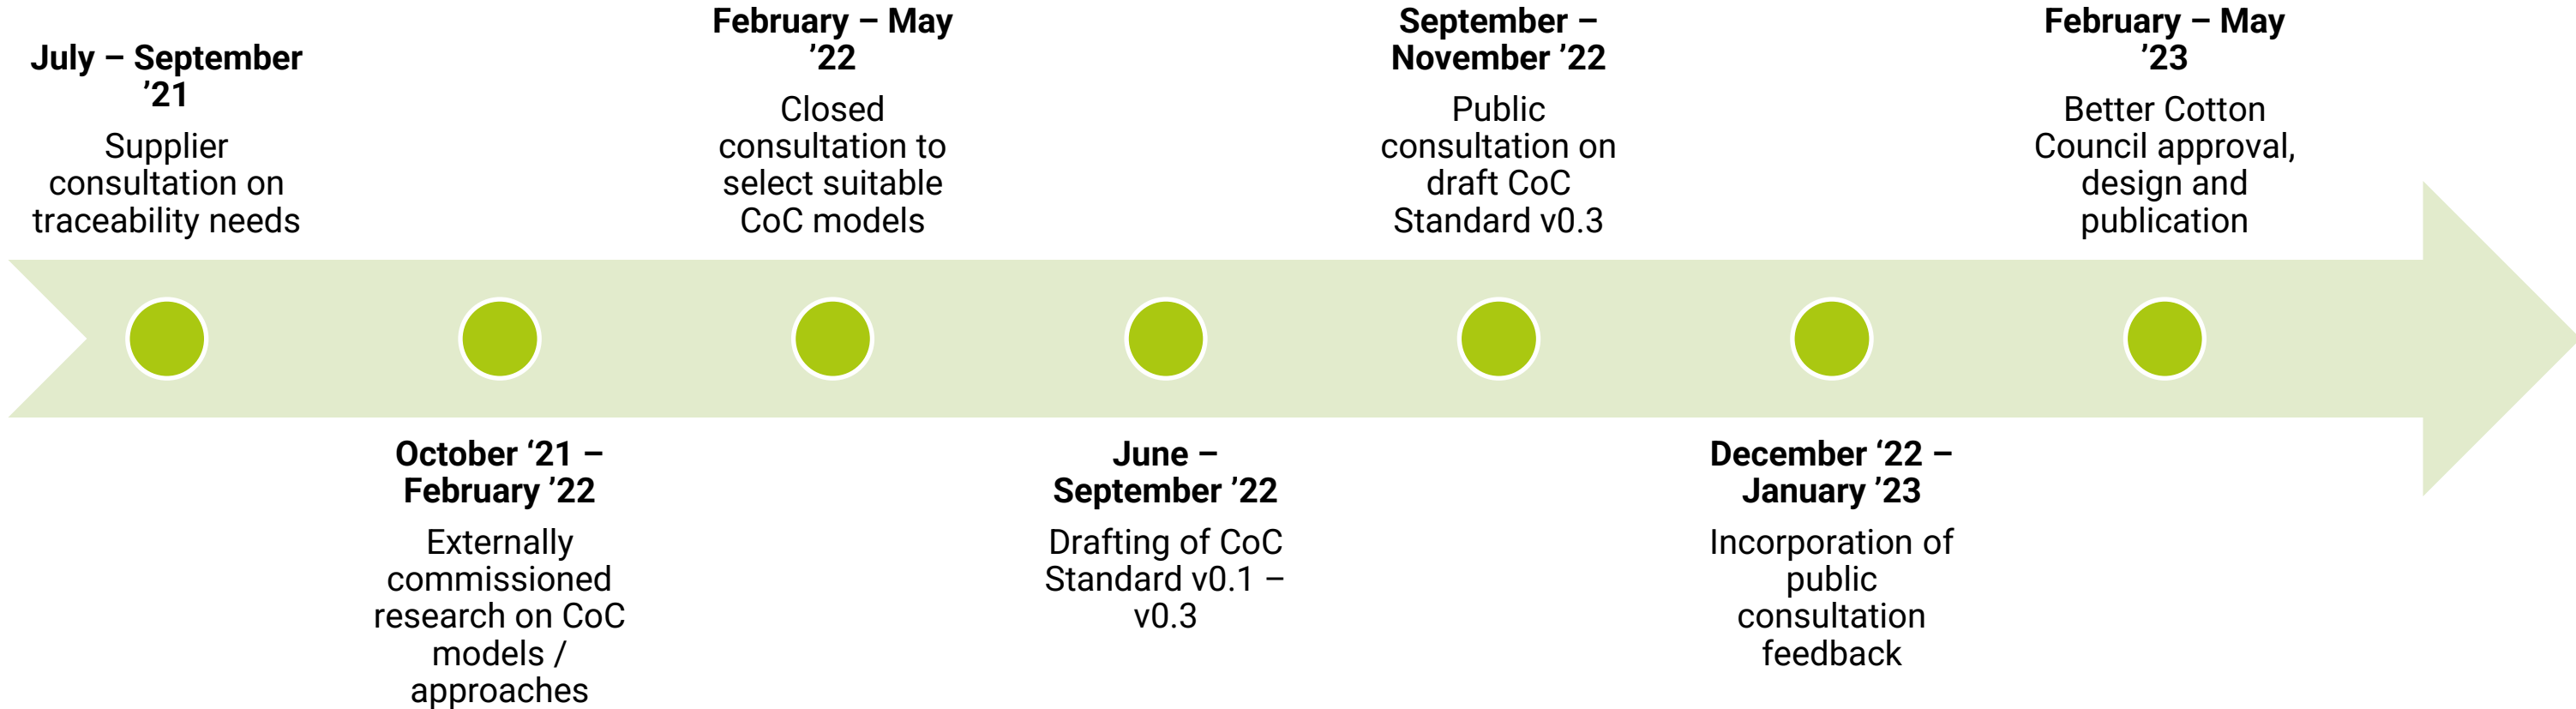 July – September
’21
Supplier
consultation on
traceability needs
October ‘21 –
February ’22
Externally
commissioned
research on CoC
models /
approaches
February – May
’22
Closed
consultation to
select suitable
CoC models
June –
September ’22
Drafting of CoC
Standard v0.1 –
v0.3
September –
November ’22
Public
consultation on
draft CoC
Standard v0.3
December ‘22 –
January ’23
Incorporation of
public
consultation
feedback
February – May
’23
Better Cotton
Council approval,
design and
publication